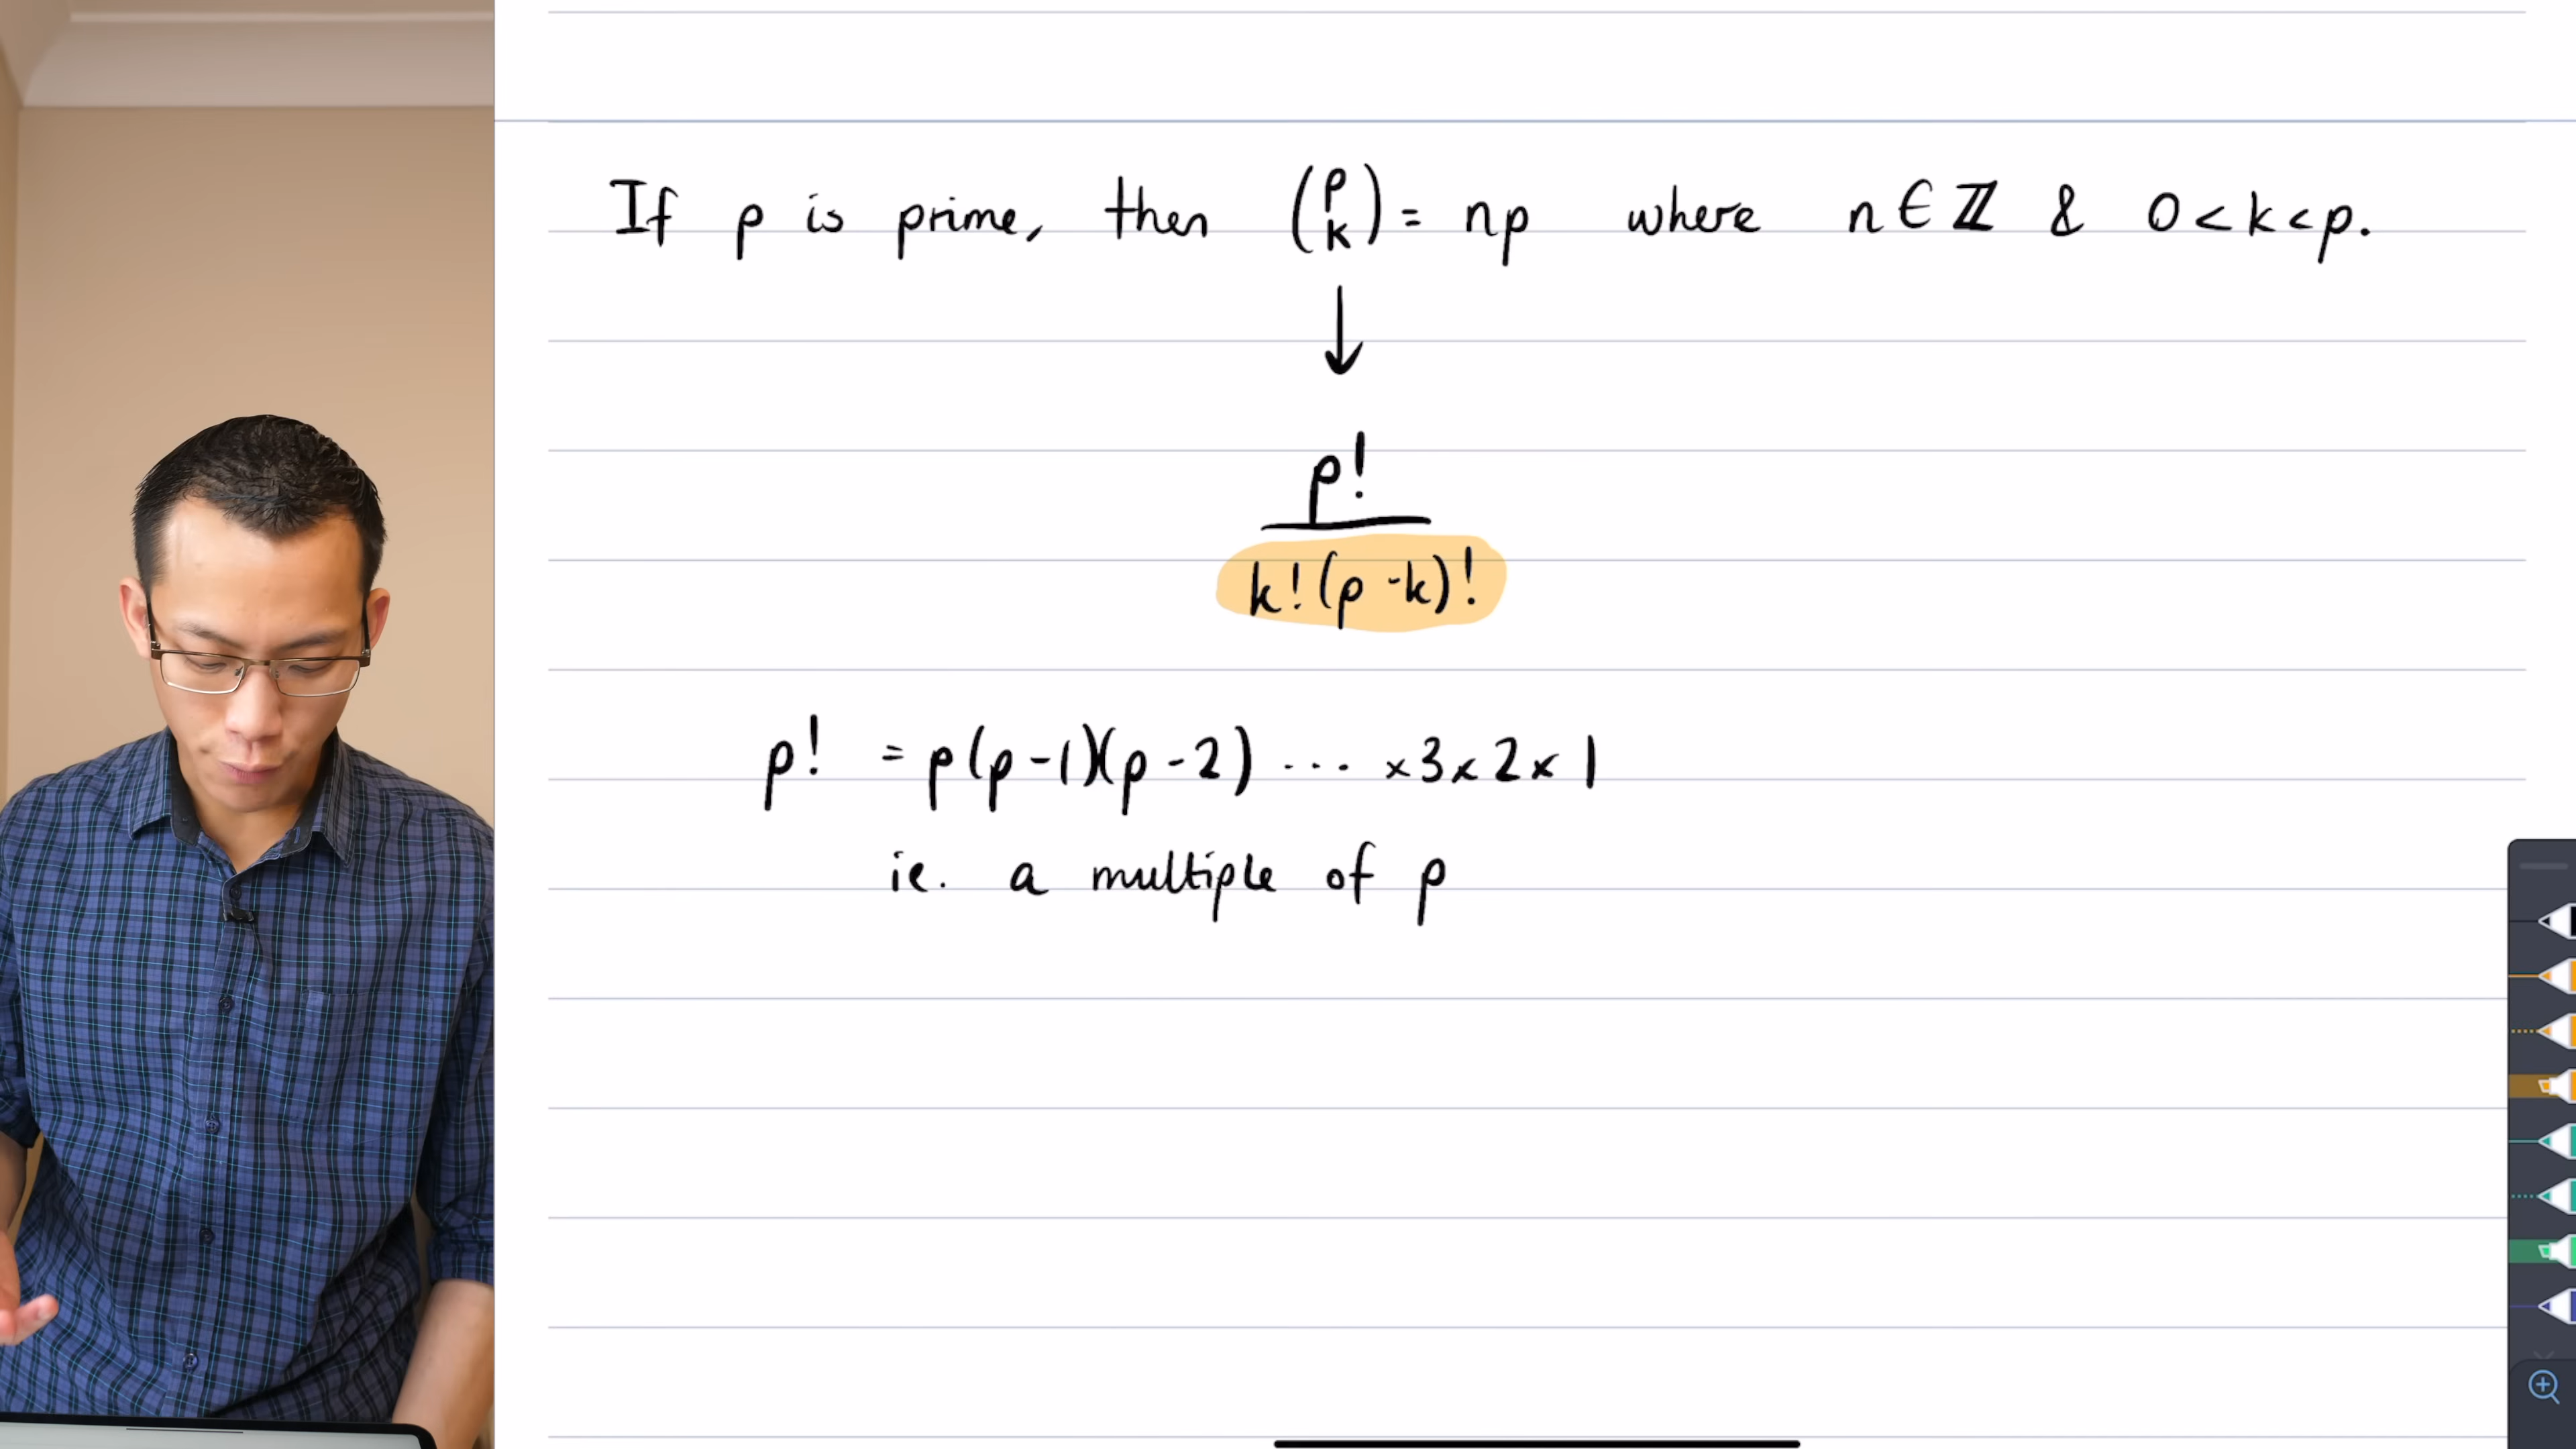 If p is prime, then (p k) = np where n ∈ ℤ & 0 < k < p.
↓
p!
k! (p - k)!
p! = p(p-1)(p-2) ... ×3×2×1
ie. a multiple of p